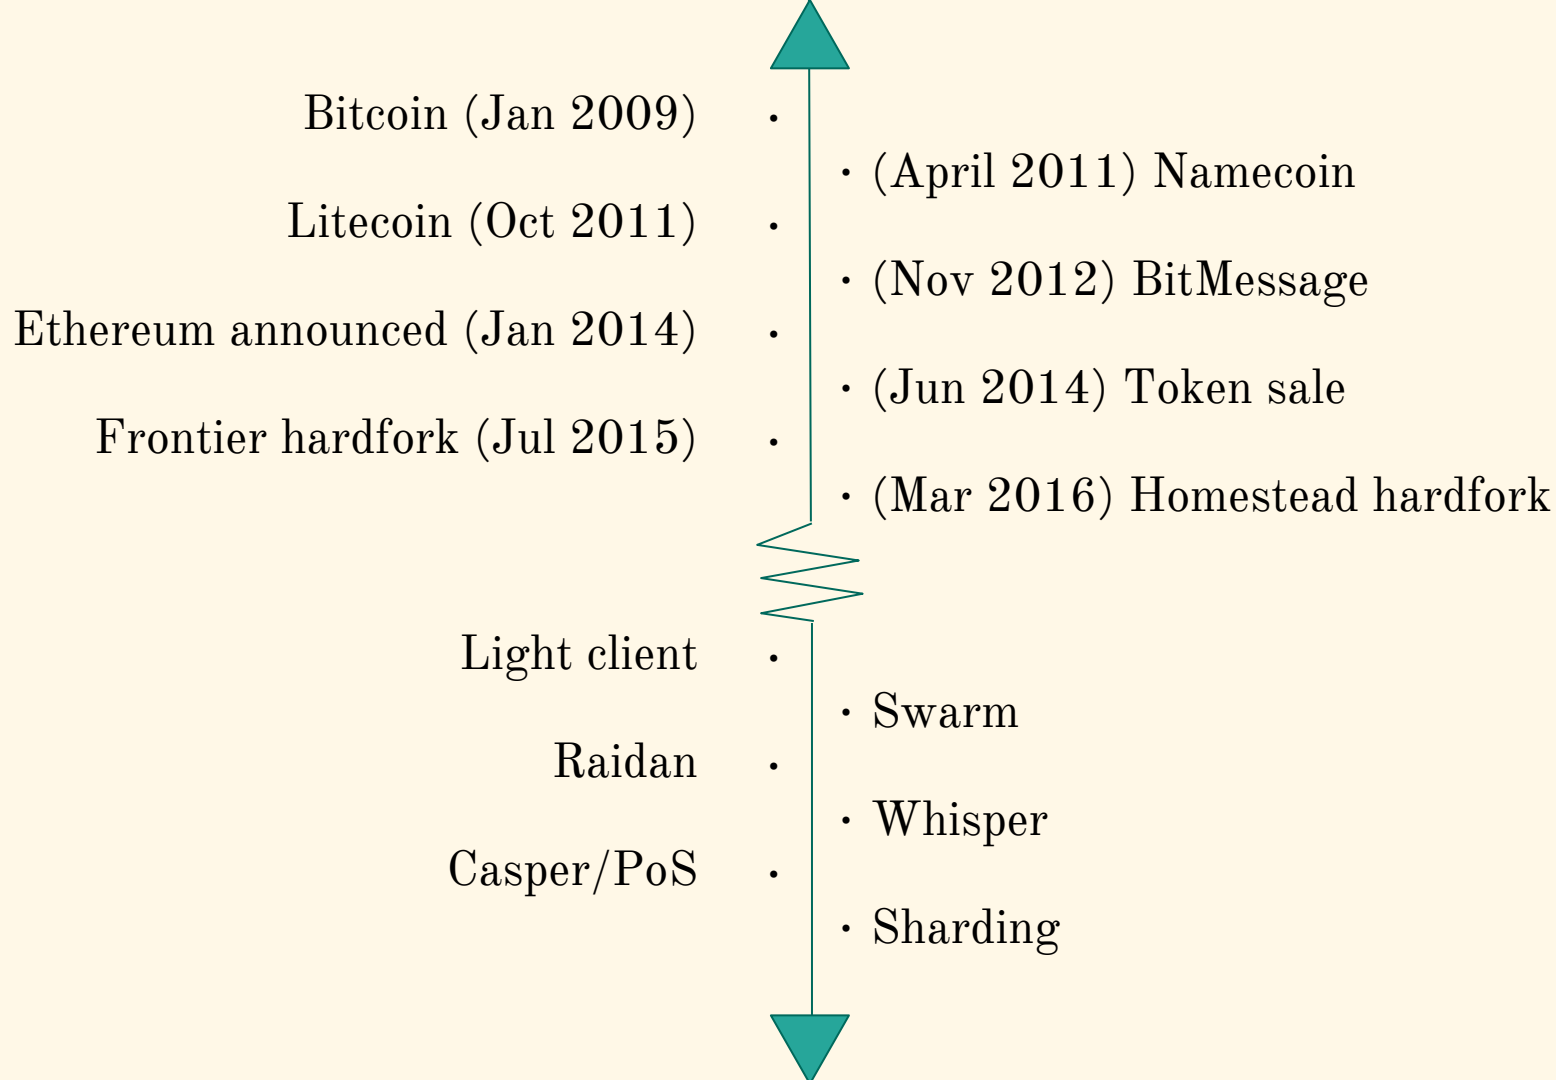 Bitcoin (Jan 2009)
(April 2011) Namecoin
Litecoin (Oct 2011)
(Nov 2012) BitMessage
Ethereum announced (Jan 2014)
(Jun 2014) Token sale
Frontier hardfork (Jul 2015)
(Mar 2016) Homestead hardfork
Light client
Swarm
Raidan
Whisper
Casper/PoS
Sharding